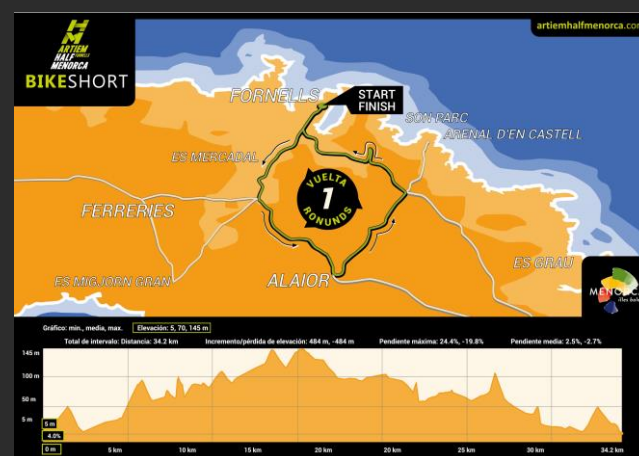 HM
ARTIEM
HALF
MENORCA
BIKESHORT
artiemhalfmenorca.com
FORNELLS
START
FINISH
SON PARC
ARENAL D'EN CASTELL
ES MERCADAL
VUELTA
1
RONUNDS
FERRERIES
ES MIGJORN GRAN
ALAIOR
ES GRAU
MENORCA
Gráfico: min., media, max. Elevación: 5, 70, 145 m
Total de intervalo: Distancia: 34.2 km Incremento/pérdida de elevación: 484 m, -484 m Pendiente máxima: 24.4%, -19.8% Pendiente media: 2.5%, -2.7%
145 m
100 m
50 m
5 m
5 m
4.0%
0 m 5 km 10 km 15 km 20 km 20 km 25 km 30 km 34.2 km